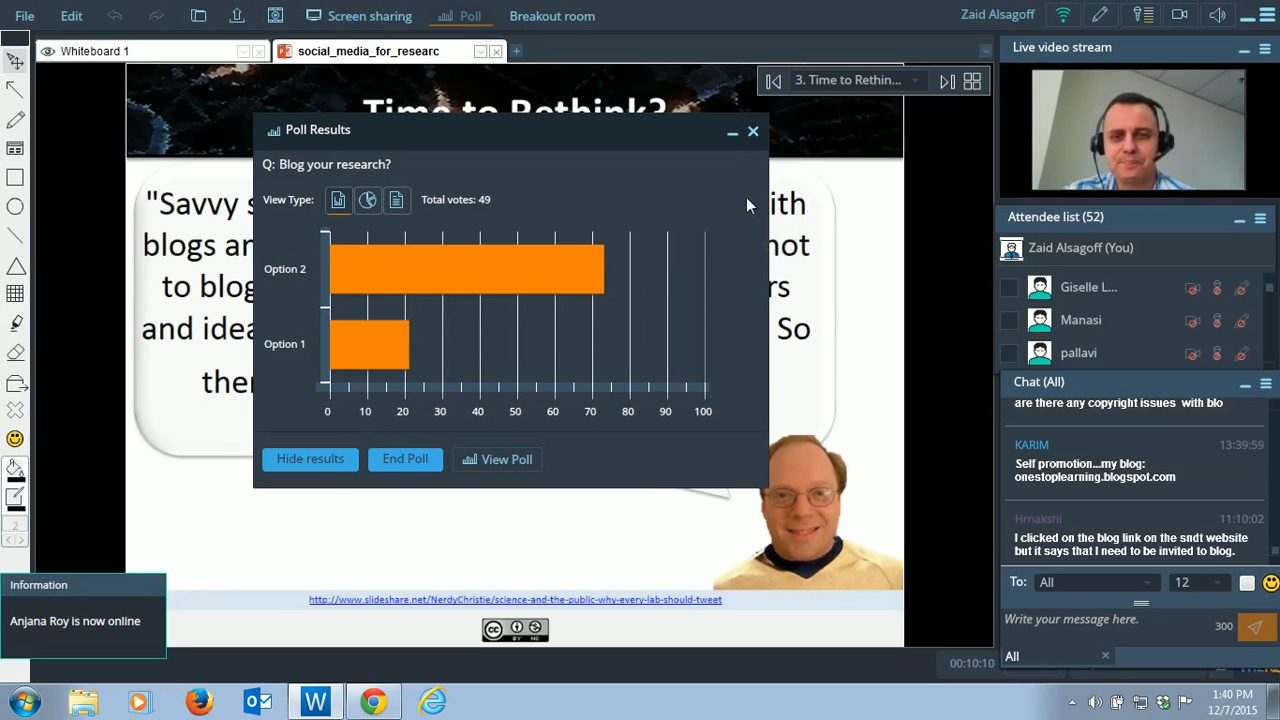 File Edit Screen sharing Poll Breakout room Zaid Alsagoff
Whiteboard 1 social_media_for_researc
Live video stream
3. Time to Rethin...
Time to Rethink?
"Savvy s ith
blogs an not
to blog rs
and idea So
ther
Poll Results
Q: Blog your research?
View Type: Total votes: 49
Option 2
Option 1
0 10 20 30 40 50 60 70 80 90 100
Hide results End Poll View Poll
http://www.slideshare.net/NerdyChristie/science-and-the-public-why-every-lab-should-tweet
cc
BY NC
Attendee list (52)
Zaid Alsagoff (You)
Giselle L...
Manasi
pallavi
Chat (All)
are there any copyright issues with blo
KARIM 13:39:59
Self promotion...my blog:
onestoplearning.blogspot.com
Hrnakshi 11:10:02
I clicked on the blog link on the sndt website
but it says that I need to be invited to blog.
To: All 12
Write your message here. 300
All
00:10:10
2
Information
Anjana Roy is now online
1:40 PM
12/7/2015